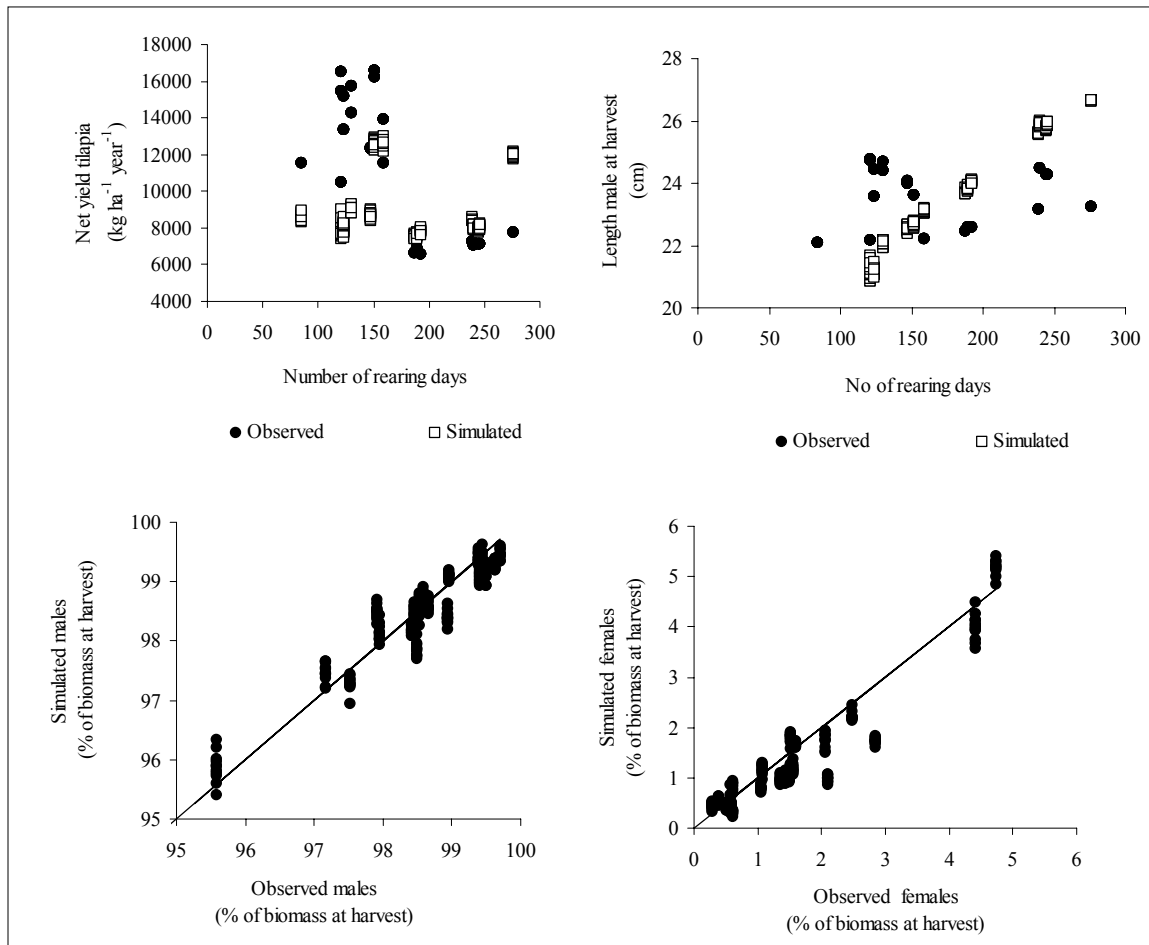 18000
16000
14000
12000
10000
8000
6000
4000
0 50 100 150 200 250 300
Net yield tilapia
(kg ha⁻¹ year⁻¹)
Number of rearing days
● Observed □ Simulated
28
26
24
22
20
0 50 100 150 200 250 300
Length male at harvest
(cm)
No of rearing days
● Observed □ Simulated
100
99
98
97
96
95
95 96 97 98 99 100
Simulated males
(% of biomass at harvest)
Observed males
(% of biomass at harvest)
6
5
4
3
2
1
0
0 1 2 3 4 5 6
Simulated females
(% of biomass at harvest)
Observed females
(% of biomass at harvest)